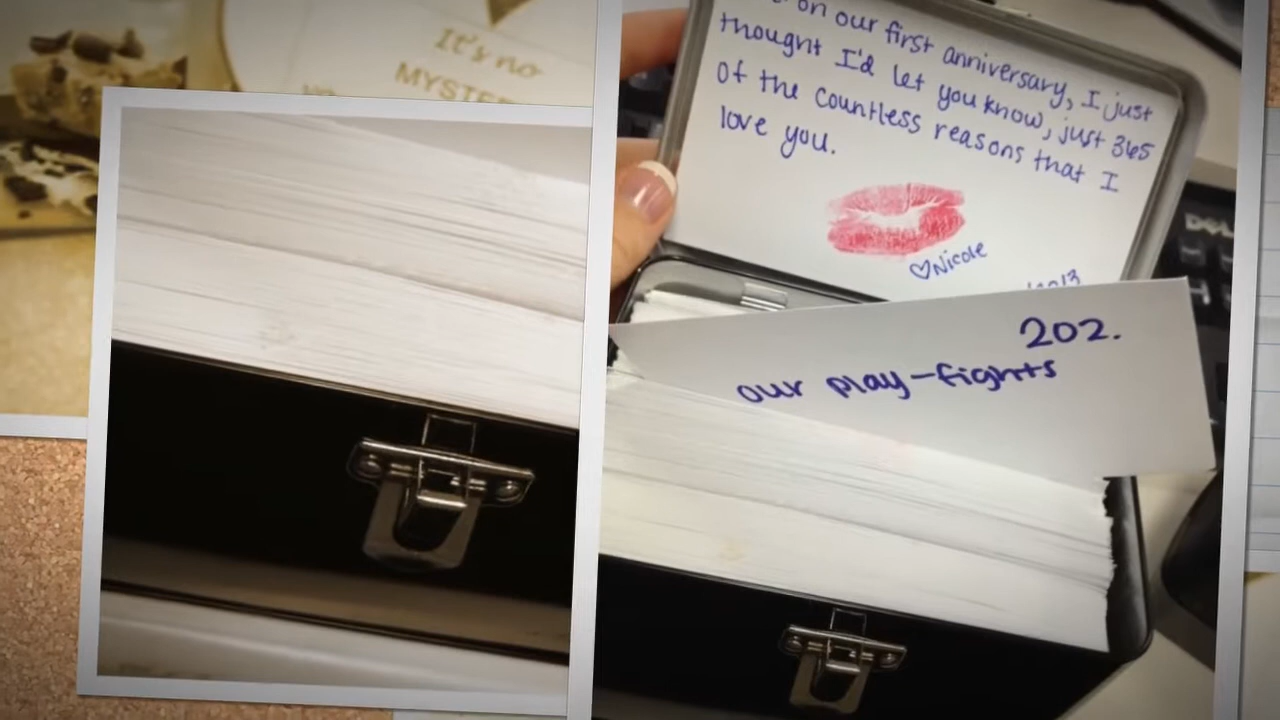 It's no
MYSTER
on our first anniversary, I just
thought I'd let you know, just 365
of the countless reasons that I
love you.
♡Nicole
202.
our play-fights